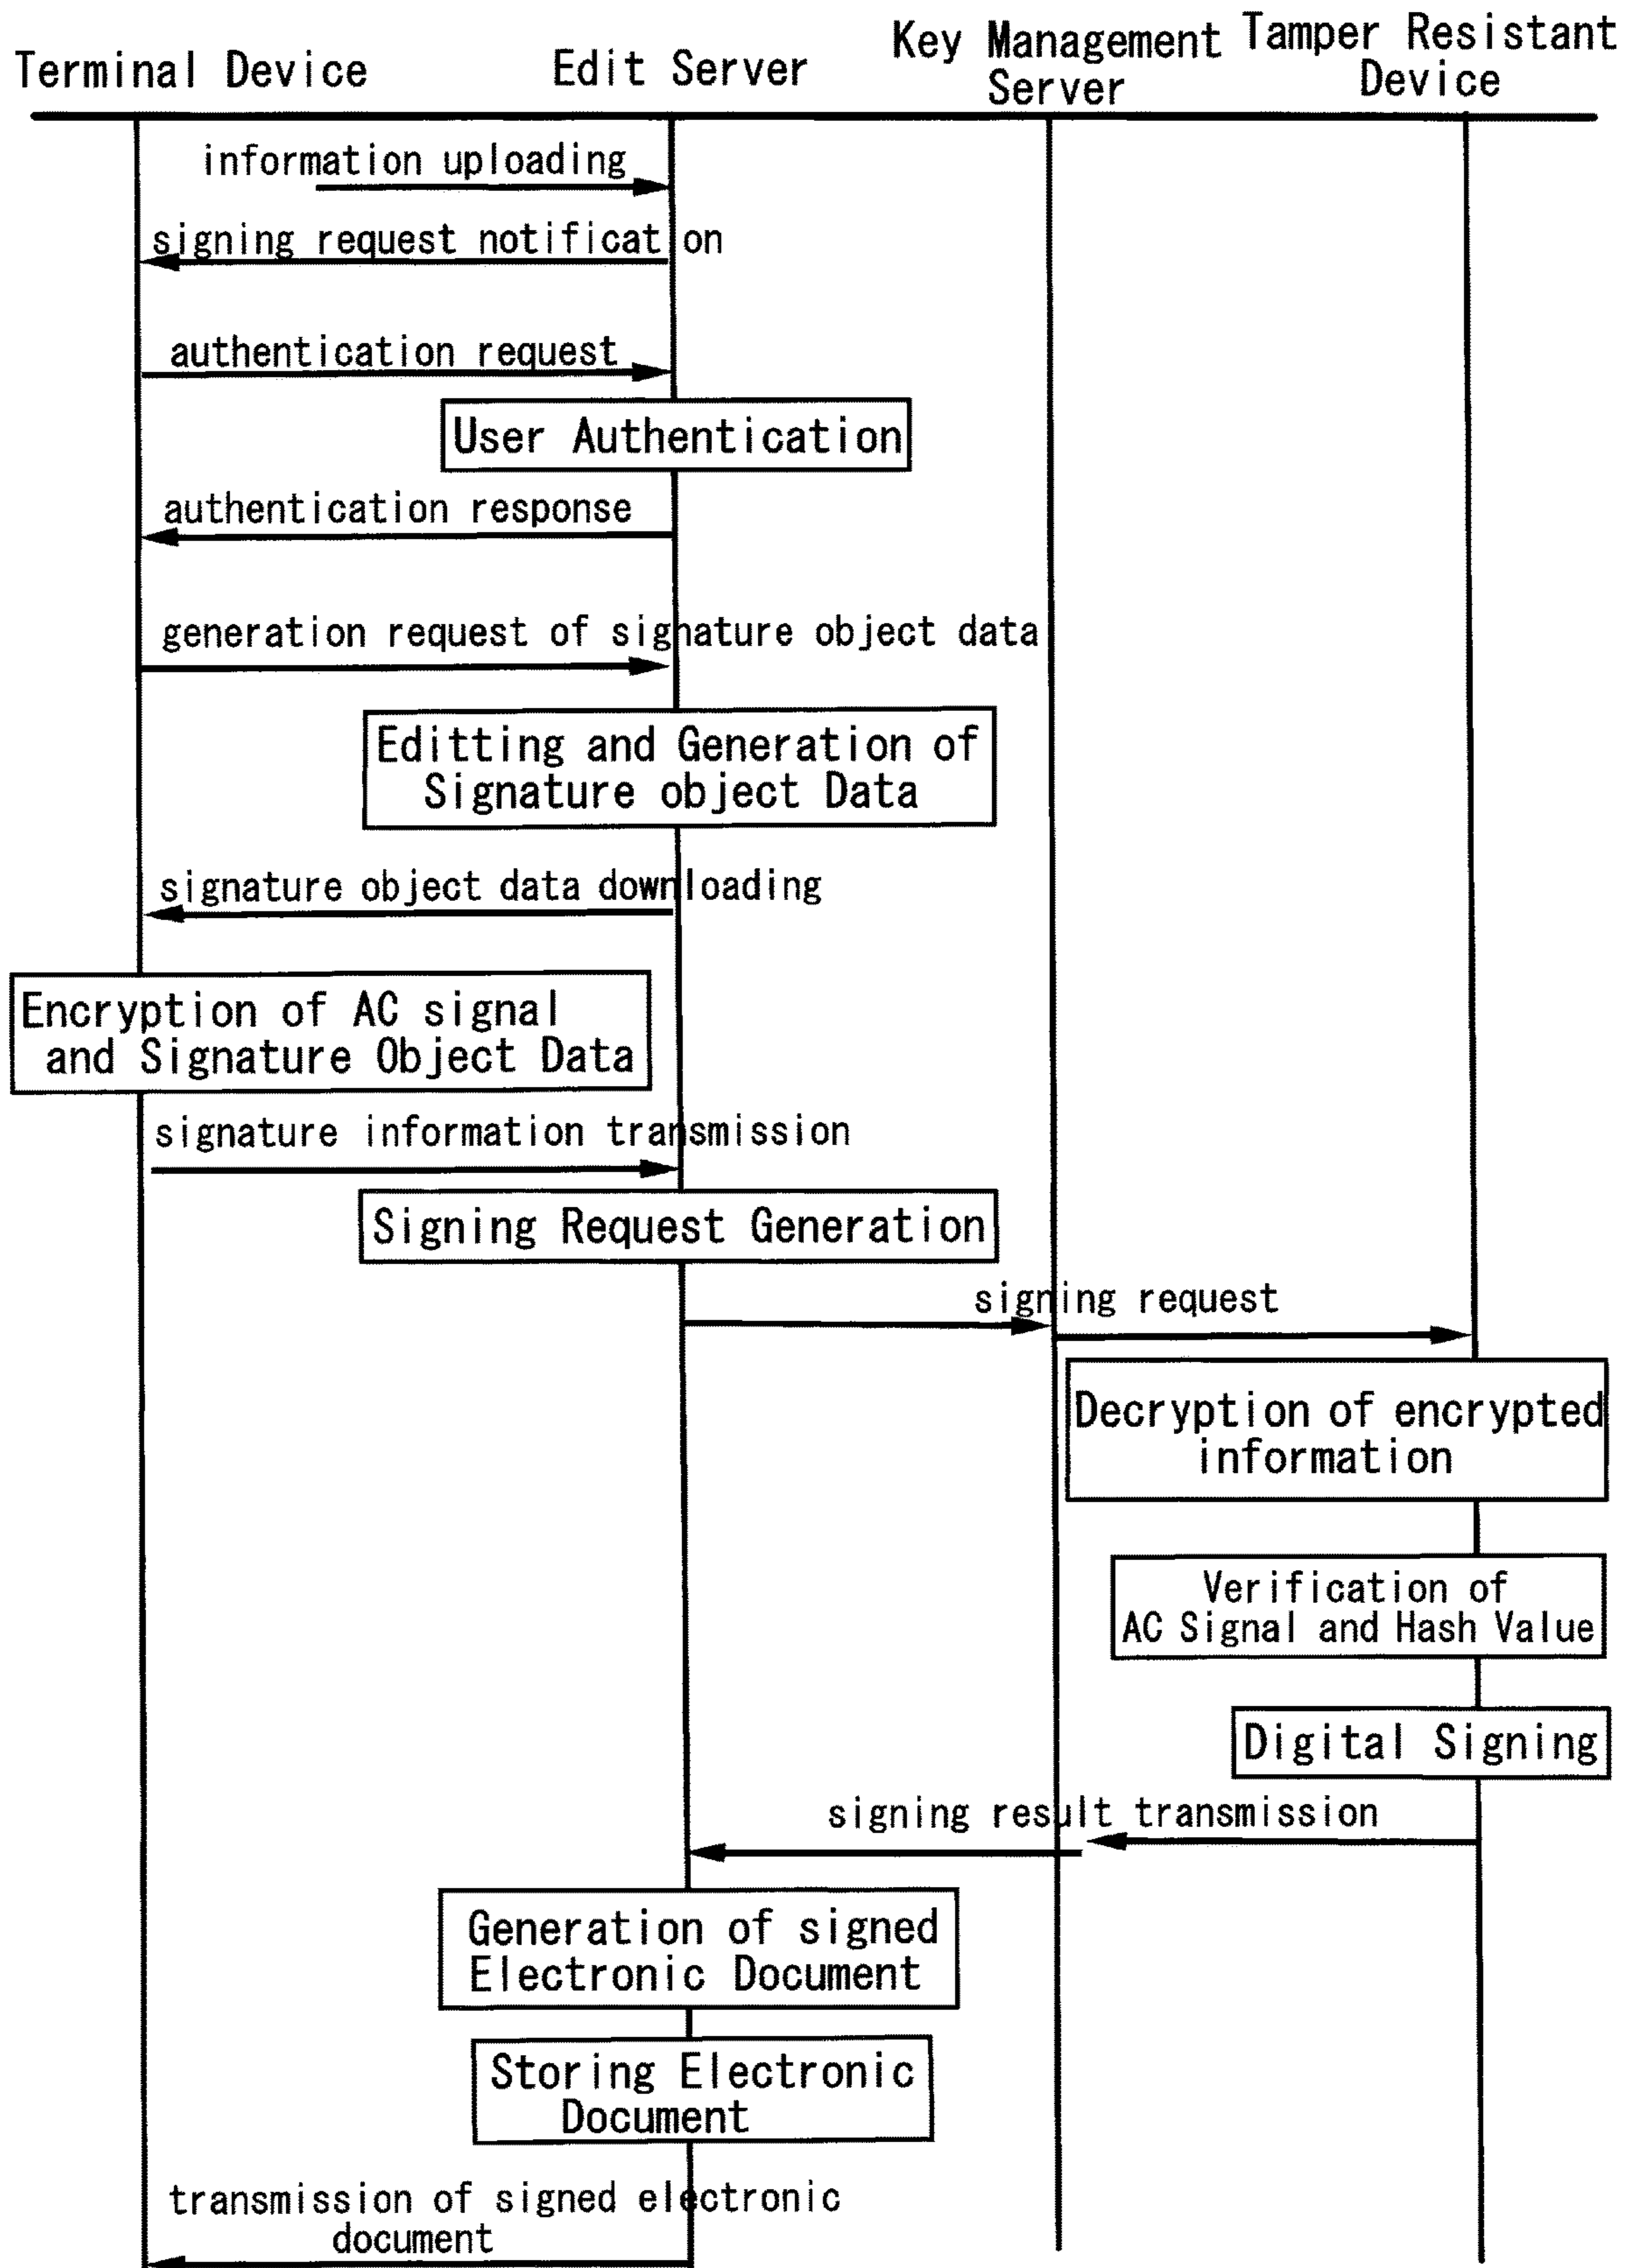 Terminal Device
Edit Server
Key Management
Server
Tamper Resistant
Device
information uploading
signing request notification
authentication request
User Authentication
authentication response
generation request of signature object data
Editting and Generation of
Signature object Data
signature object data downloading
Encryption of AC signal
and Signature Object Data
signature information transmission
Signing Request Generation
signing request
Decryption of encrypted
information
Verification of
AC Signal and Hash Value
Digital Signing
signing result transmission
Generation of signed
Electronic Document
Storing Electronic
Document
transmission of signed electronic
document